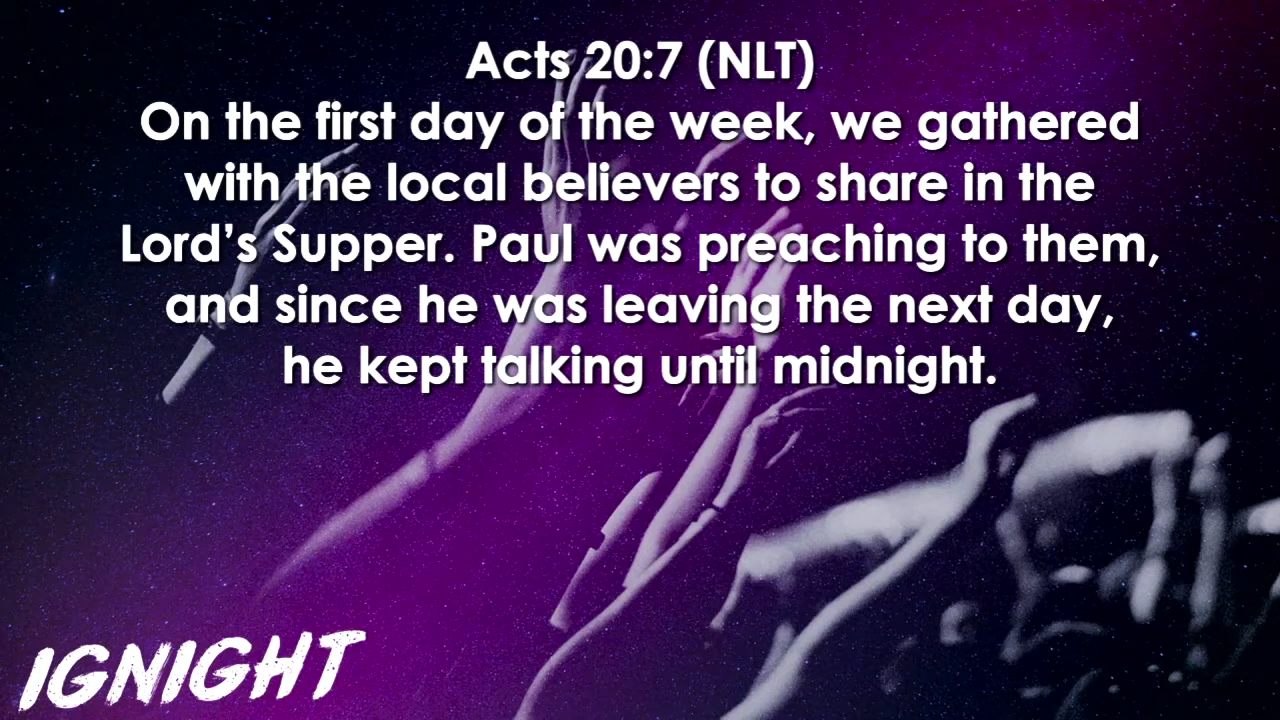 Acts 20:7 (NLT)
On the first day of the week, we gathered
with the local believers to share in the
Lord’s Supper. Paul was preaching to them,
and since he was leaving the next day,
he kept talking until midnight.
IGNIGHT